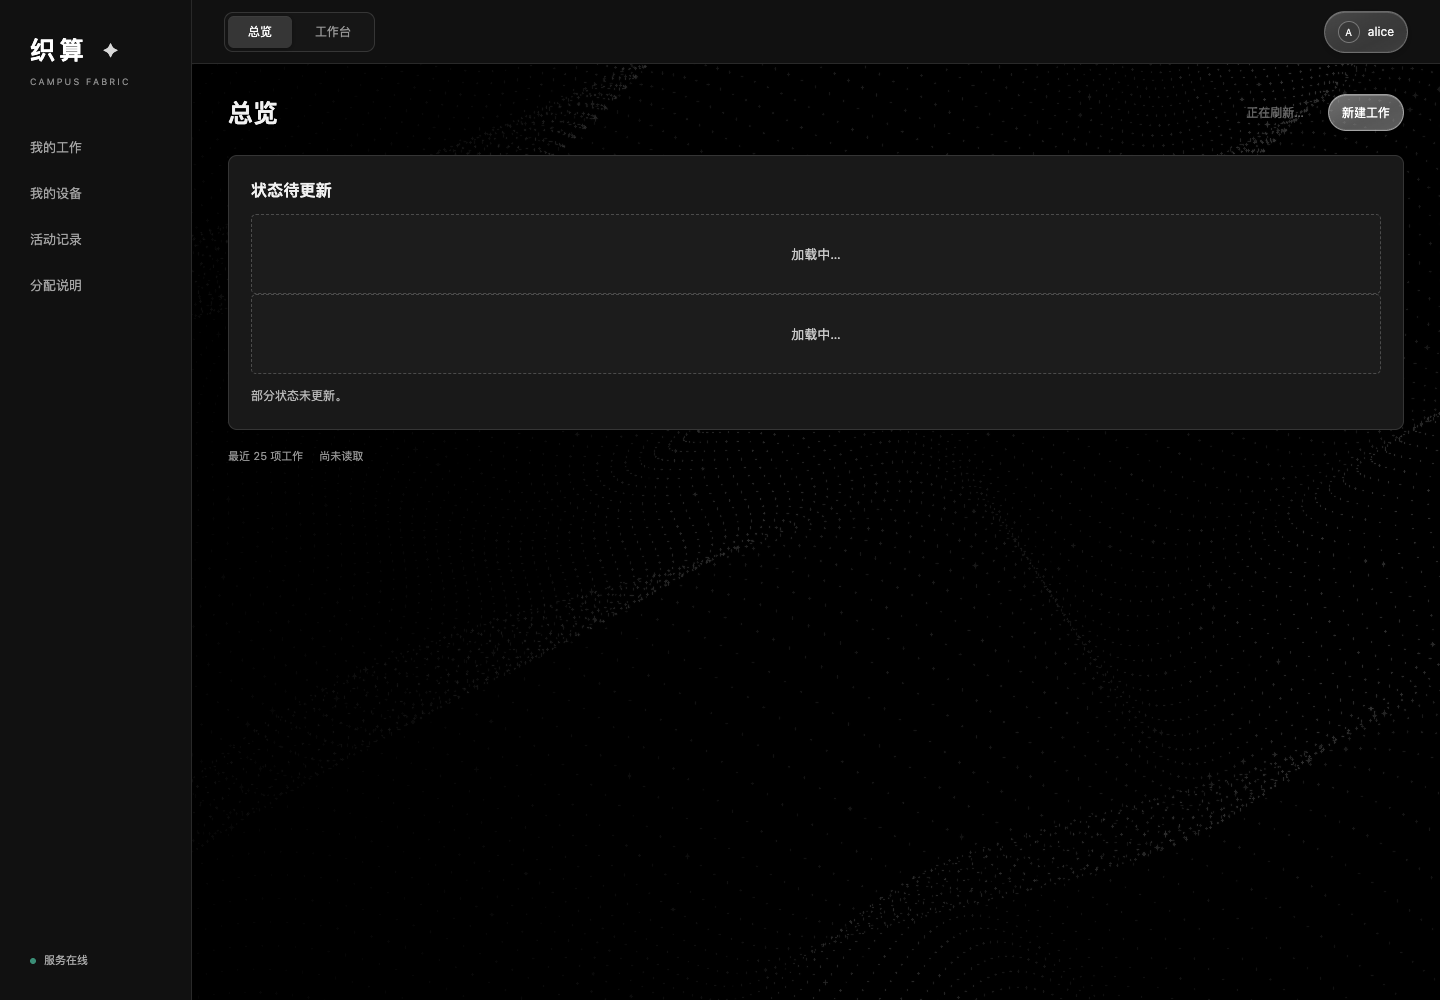 织算
CAMPUS FABRIC
总览
工作台
A
alice
我的工作
我的设备
活动记录
分配说明
服务在线
总览
正在刷新...
新建工作
状态待更新
加载中...
加载中...
部分状态未更新。
最近 25 项工作 尚未读取